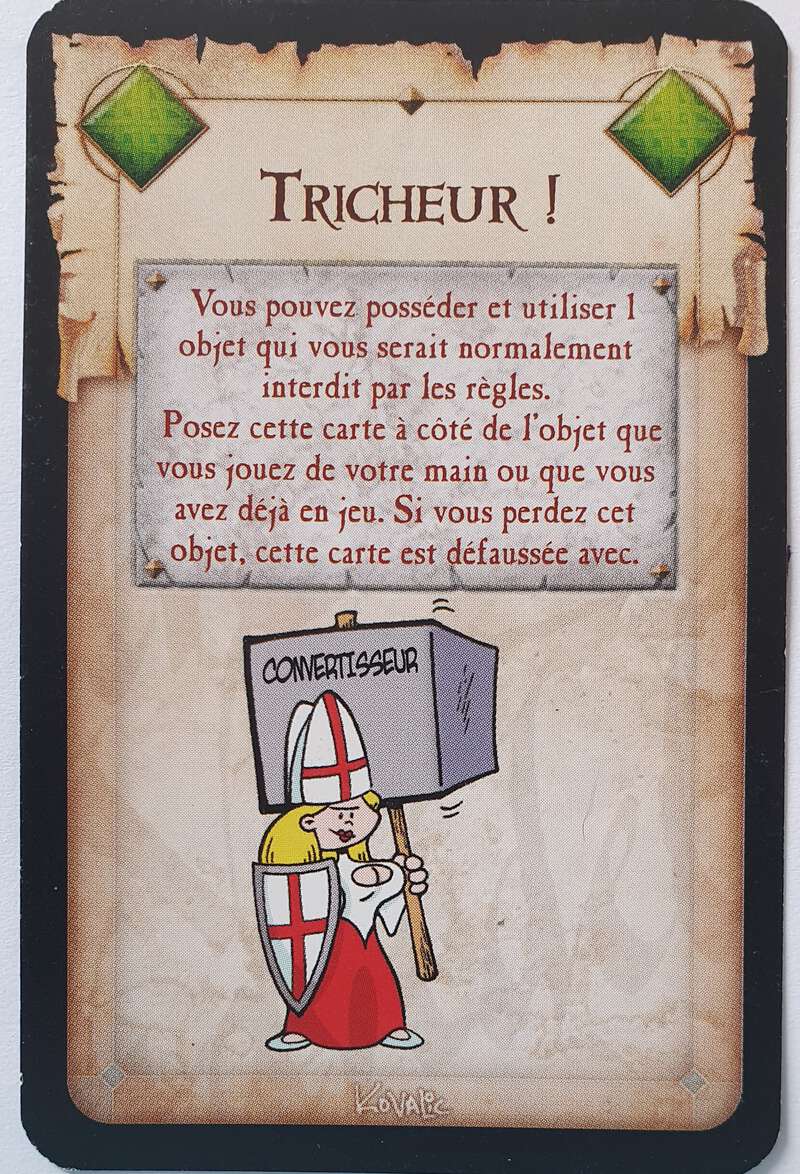 Tricheur !
Vous pouvez posséder et utiliser 1
objet qui vous serait normalement
interdit par les règles.
Posez cette carte à côté de l'objet que
vous jouez de votre main ou que vous
avez déjà en jeu. Si vous perdez cet
objet, cette carte est défaussée avec.
CONVERTISSEUR
KOVALIC